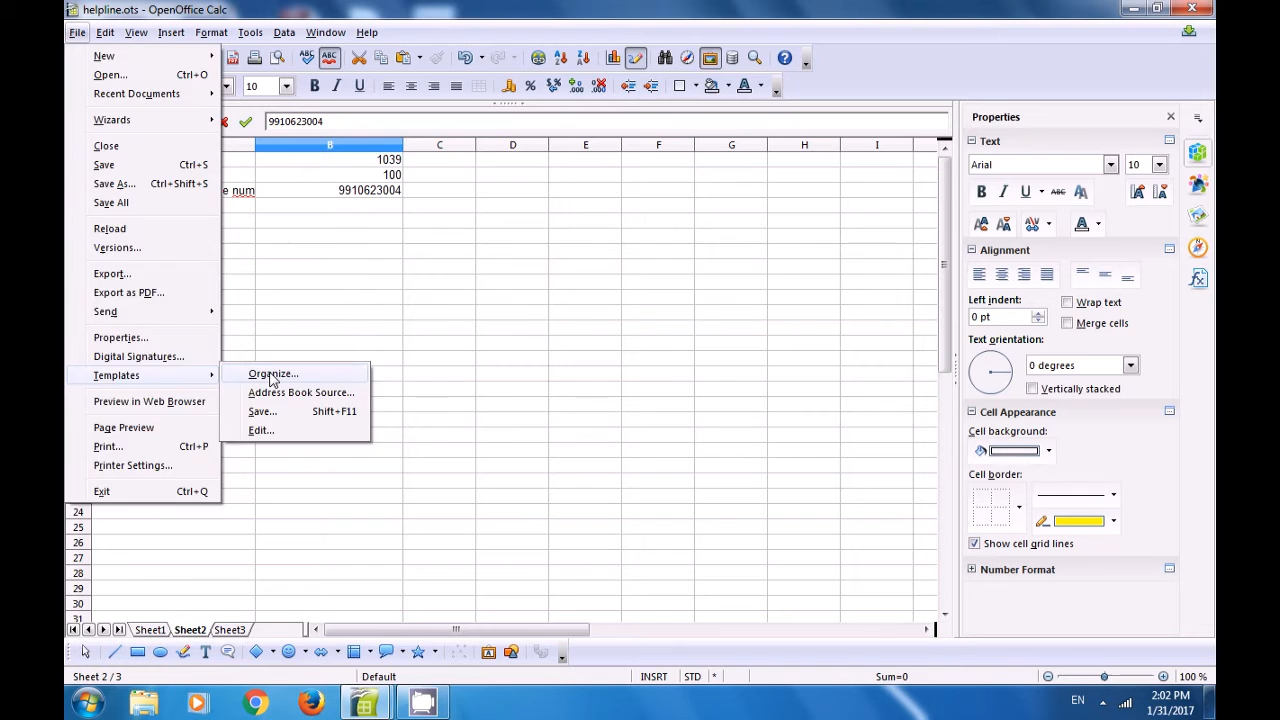 helpline.ots - OpenOffice Calc
File Edit View Insert Format Tools Data Window Help
New
Open... Ctrl+O
Recent Documents
Wizards
Close
Save Ctrl+S
Save As... Ctrl+Shift+S
Save All
Reload
Versions...
Export...
Export as PDF...
Send
Properties...
Digital Signatures...
Templates
Preview in Web Browser
Page Preview
Print... Ctrl+P
Printer Settings...
Exit Ctrl+Q
Organize...
Address Book Source...
Save... Shift+F11
Edit...
10
9910623004
B C D E F G H I
1039
100
e num 9910623004
24
25
26
27
28
29
30
31
Properties
Text
Arial 10
Alignment
Left indent:
0 pt
Wrap text
Merge cells
Text orientation:
0 degrees
Vertically stacked
Cell Appearance
Cell background:
Cell border:
Show cell grid lines
Number Format
Sheet1 Sheet2 Sheet3
Sheet 2 / 3 Default INSRT STD * Sum=0 100 %
EN 2:02 PM
1/31/2017